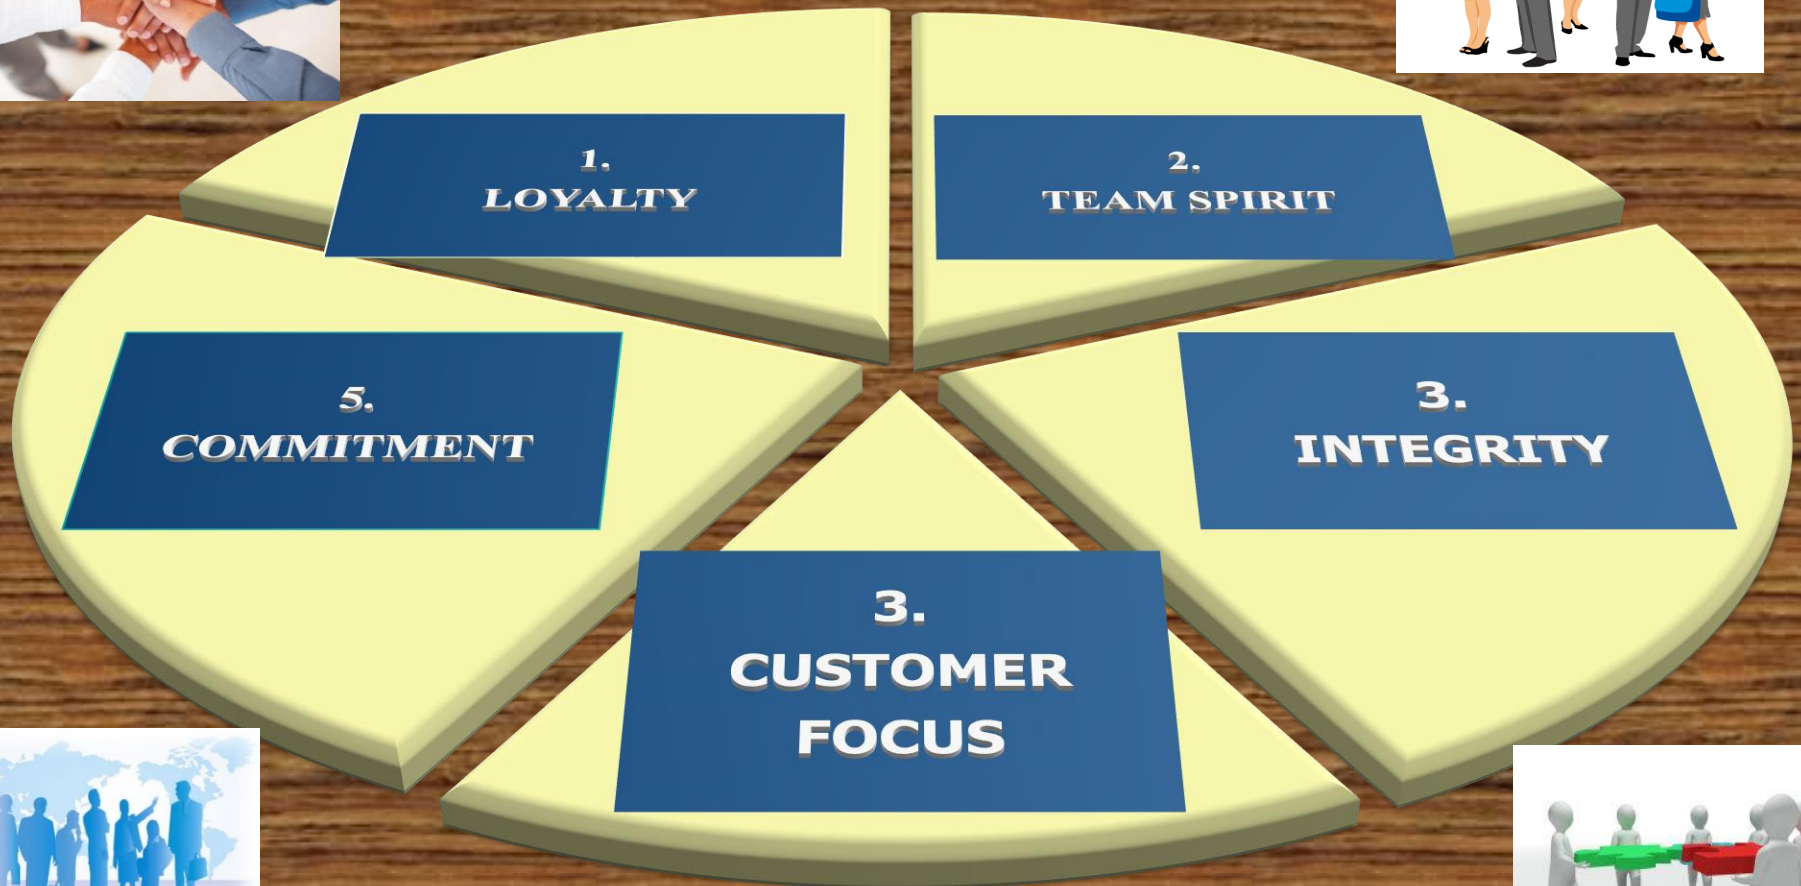 1.
LOYALTY
2.
TEAM SPIRIT
3.
INTEGRITY
3.
CUSTOMER
FOCUS
5.
COMMITMENT